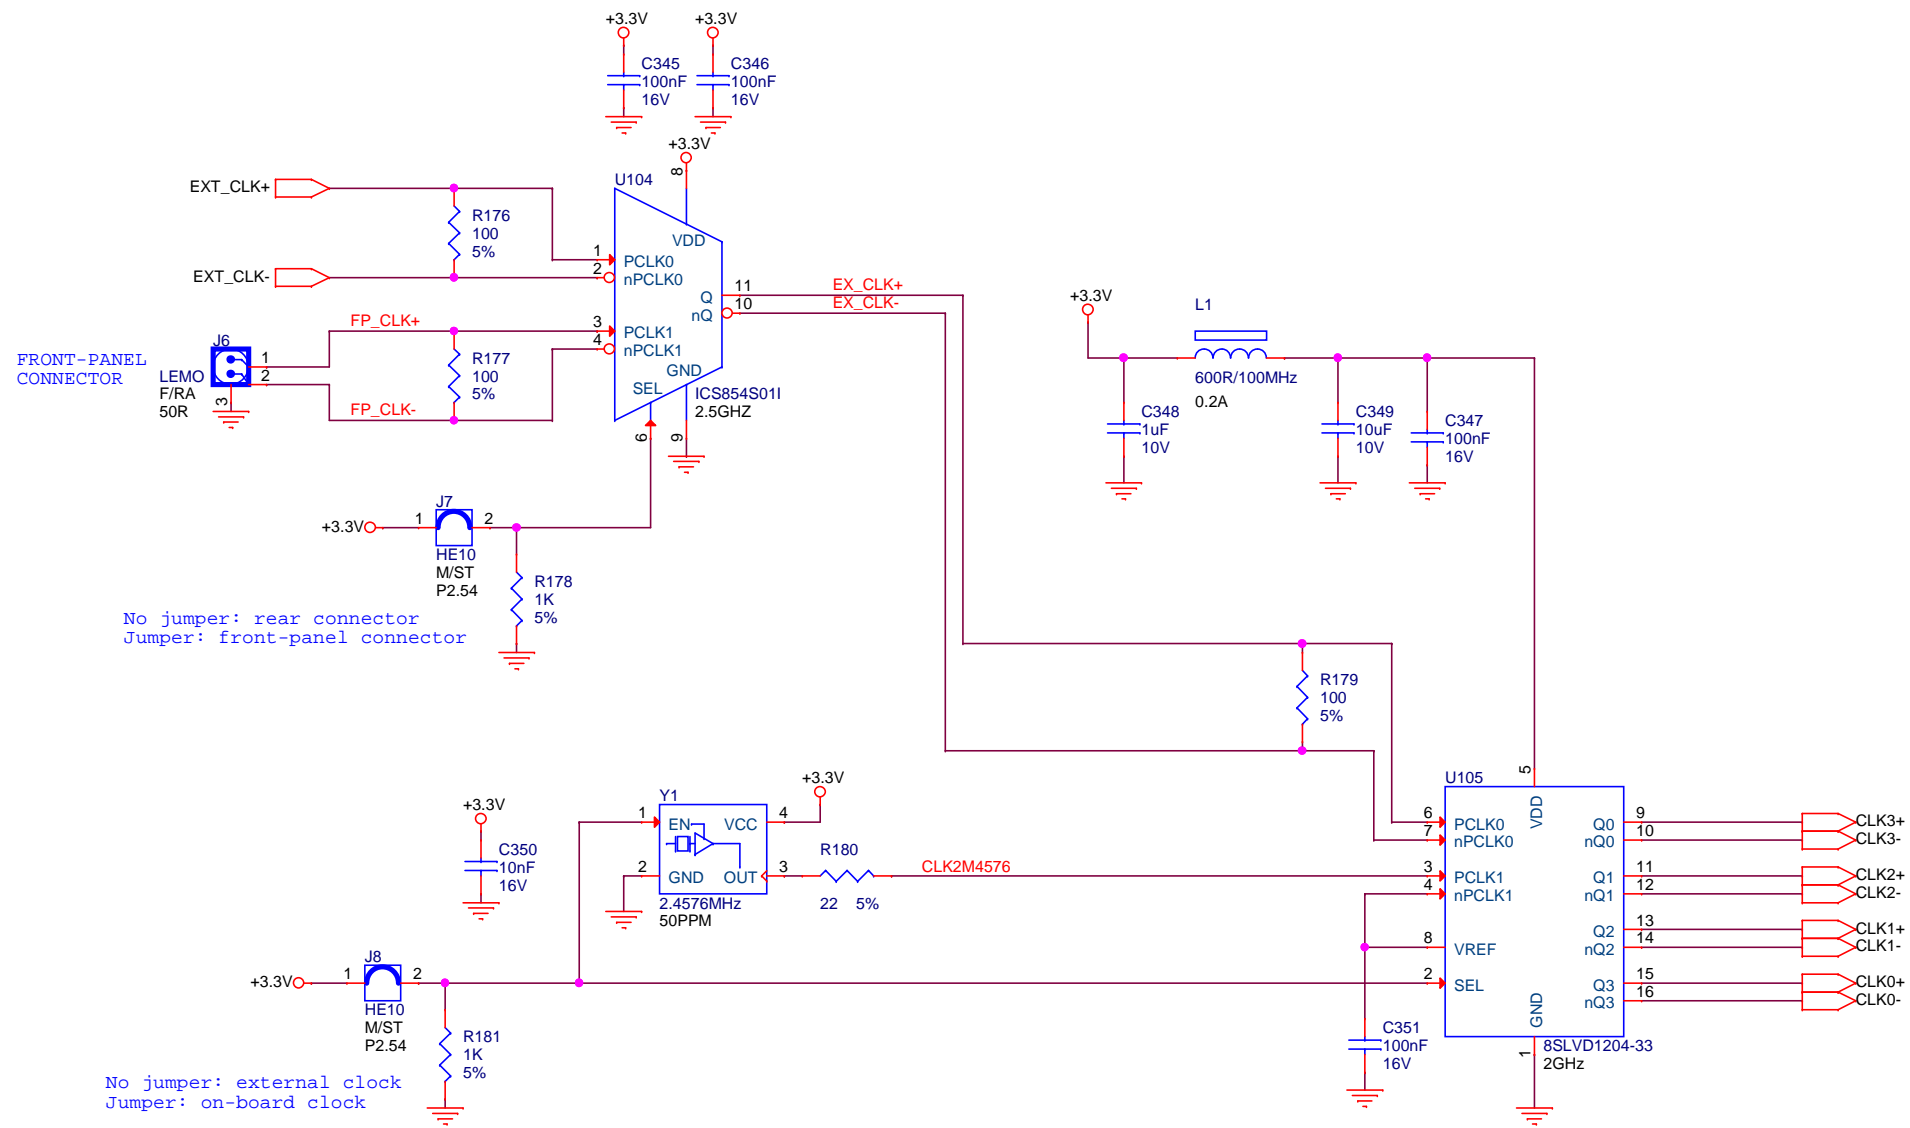 +3.3V
+3.3V
C345
100nF
16V
C346
100nF
16V
+3.3V
8
U104
EXT_CLK+
R176
100
5%
EXT_CLK-
1
2
PCLK0
nPCLK0
VDD
3
4
PCLK1
nPCLK1
Q
nQ
11
10
EX_CLK+
EX_CLK-
GND
SEL
6
9
ICS854S01I
2.5GHZ
FRONT-PANEL
CONNECTOR
J6
LEMO
F/RA
50R
1
2
3
FP_CLK+
R177
100
5%
FP_CLK-
+3.3V
L1
600R/100MHz
0.2A
C348
1uF
10V
C349
10uF
10V
C347
100nF
16V
+3.3V
1
J7
2
HE10
M/ST
P2.54
R178
1K
5%
No jumper: rear connector
Jumper: front-panel connector
R179
100
5%
+3.3V
C350
10nF
16V
Y1
1
EN
VCC
4
+3.3V
2
GND
OUT
3
2.4576MHz
50PPM
R180
22 5%
CLK2M4576
U105
5
VDD
6
7
PCLK0
nPCLK0
3
4
PCLK1
nPCLK1
8
VREF
2
SEL
GND
1
8SLVD1204-33
2GHz
Q0
nQ0
9
10
CLK3+
CLK3-
Q1
nQ1
11
12
CLK2+
CLK2-
Q2
nQ2
13
14
CLK1+
CLK1-
Q3
nQ3
15
16
CLK0+
CLK0-
C351
100nF
16V
+3.3V
1
J8
2
HE10
M/ST
P2.54
R181
1K
5%
No jumper: external clock
Jumper: on-board clock